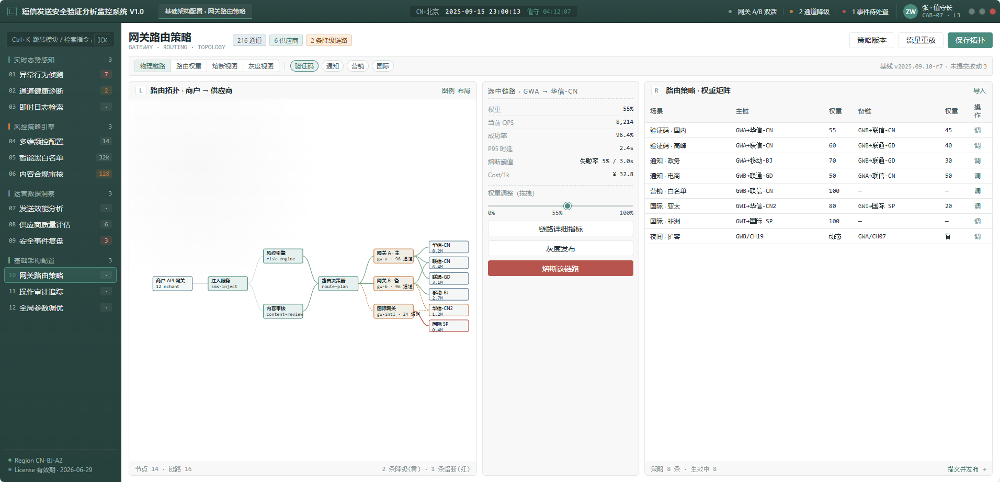 短信发送安全验证分析监控系统 V1.0
基础架构配置 › 网关路由策略
CN·北京 2025-09-15 23:00:13 值守 04:12:07
网关 A/B 双活
2 通道降级
1 事件待处置
ZW
张 · 值守长
CAB-07 · L3
Ctrl+K 跳转模块 / 检索指令 /
⌘K
实时态势感知 3
01 异常行为侦测 7
02 通道健康诊断 2
03 即时日志检索 ·
风控策略引擎 3
04 多维频控配置 14
05 智能黑白名单 32k
06 内容合规审核 128
运营数据洞察 3
07 发送效能分析 ·
08 供应商质量评估 6
09 安全事件复盘 3
基础架构配置 3
10 网关路由策略 ·
11 操作审计追踪 ·
12 全局参数调优 ·
Region CN-BJ-A2
License 有效期 · 2026-06-29
网关路由策略
GATEWAY · ROUTING · TOPOLOGY
216 通道
6 供应商
2 条降级链路
策略版本
流量重放
保存拓扑
物理链路
路由权重
熔断视图
灰度视图
验证码
通知
营销
国际
基线 v2025.09.10-r7 · 未提交改动 3
L 路由拓扑 · 商户 → 供应商
图例 布局
商户 API 网关
12 mchant
注入服务
sms-inject
风控引擎
risk-engine
内容审核
content-review
路由决策器
route-plan
网关 A · 主
gw-a · 96 通道
网关 B · 备
gw-b · 96 通道
国际网关
gw-intl · 24 通道
华信-CN
8.2M
联信-CN
6.4M
联通-GD
3.1M
移动-BJ
2.7M
华信-CN2
1.2M
国际 SP
0.4M
节点 14 · 链路 16
2 条降级(黄) · 1 条熔断(红)
选中链路 · GWA → 华信-CN
权重 55%
当前 QPS 8,214
成功率 96.4%
P95 时延 2.4s
熔断阈值 失败率 5% / 3.0s
Cost/1k ¥ 32.8
权重调整（拖拽）
0% 55% 100%
链路详细指标
灰度发布
熔断该链路
R 路由策略 · 权重矩阵
导入
场景 主链 权重 备链 权重 操作
验证码 · 国内 GWA→华信-CN 55 GWB→联信-CN 45 调
验证码 · 高峰 GWA→联信-CN 60 GWB→联通-GD 40 调
通知 · 政务 GWA→移动-BJ 70 GWB→联通-GD 30 调
通知 · 电商 GWB→联通-GD 50 GWA→联信-CN 50 调
营销 · 白名单 GWB→联信-CN 100 — — 调
国际 · 亚太 GWI→华信-CN2 80 GWI→国际 SP 20 调
国际 · 非洲 GWI→国际 SP 100 — — 调
夜间 · 扩容 GWB/CH19 动态 GWA/CH07 备 调
策略 8 条 · 生效中 8
提交并发布 →